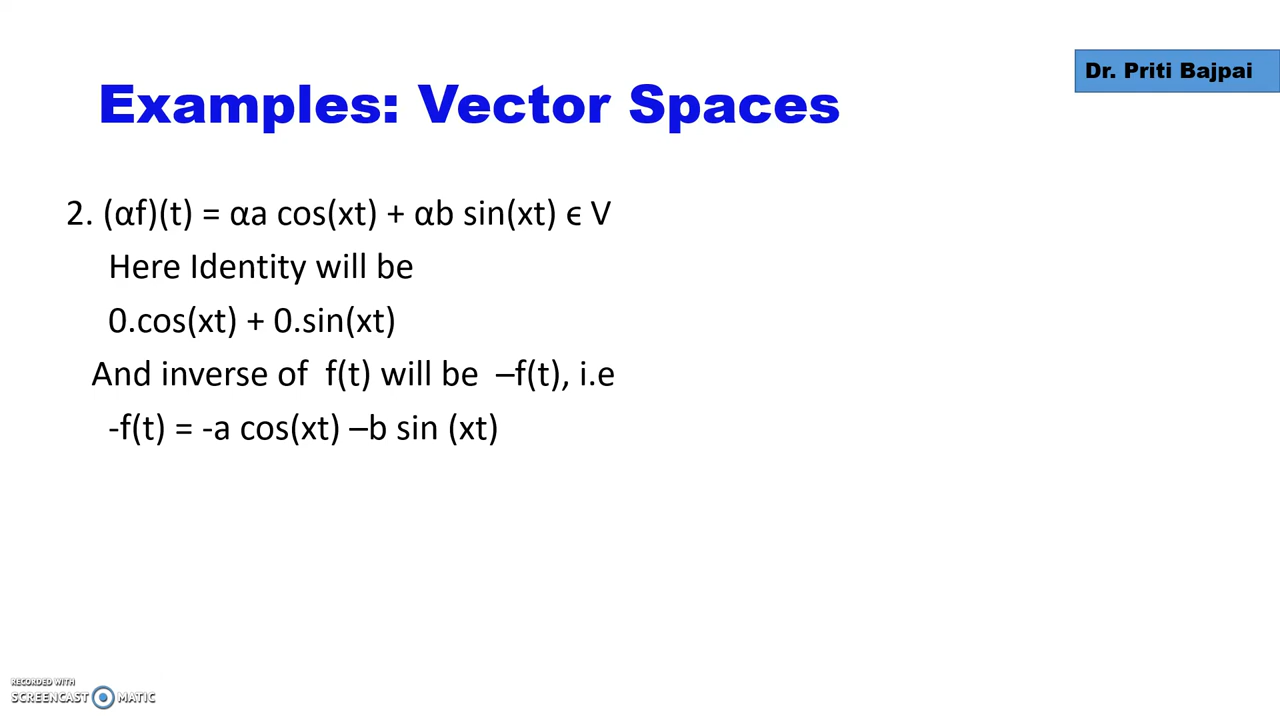 Dr. Priti Bajpai
Examples: Vector Spaces
2. (αf)(t) = αa cos(xt) + αb sin(xt) ϵ V
Here Identity will be
0.cos(xt) + 0.sin(xt)
And inverse of f(t) will be –f(t), i.e
-f(t) = -a cos(xt) –b sin (xt)
RECORDED WITH
SCREENCAST MATIC